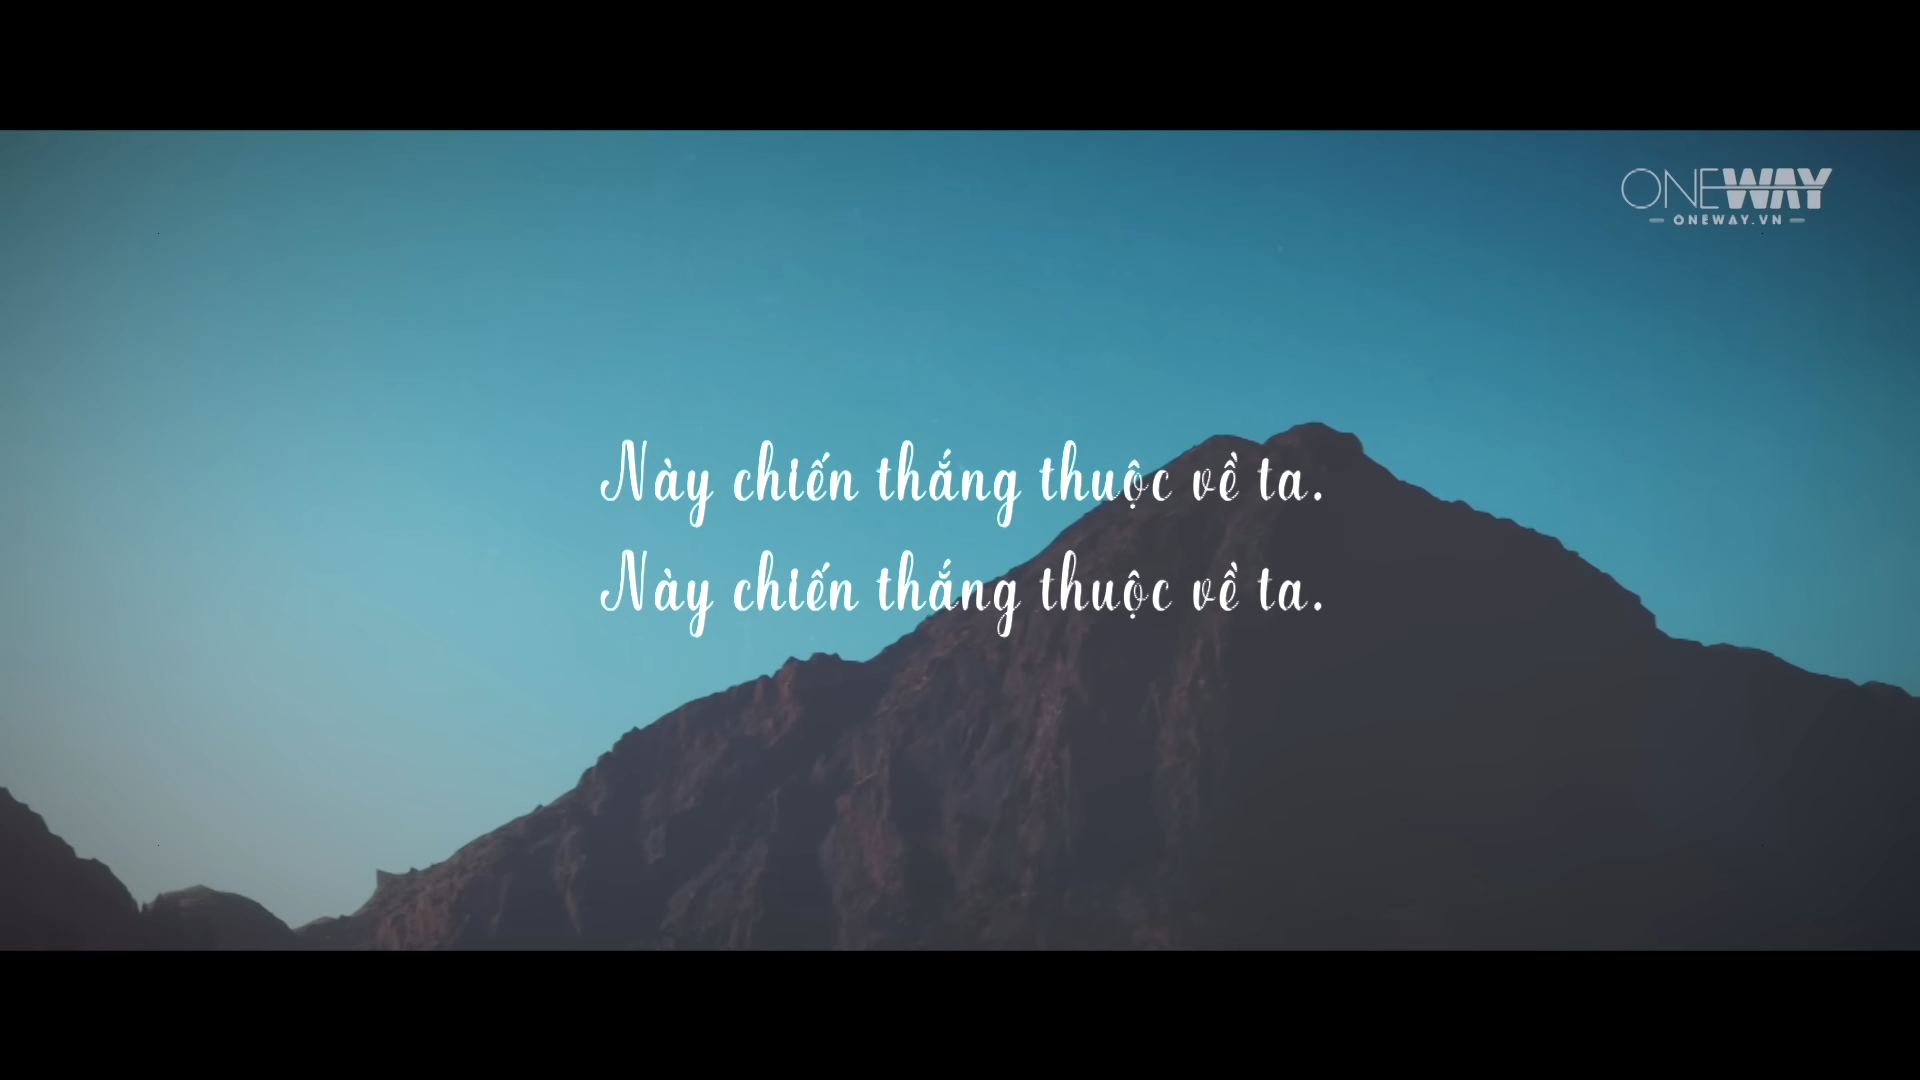 ONEWAY
ONEWAY.VN
Này chiến thắng thuộc về ta.
Này chiến thắng thuộc về ta.